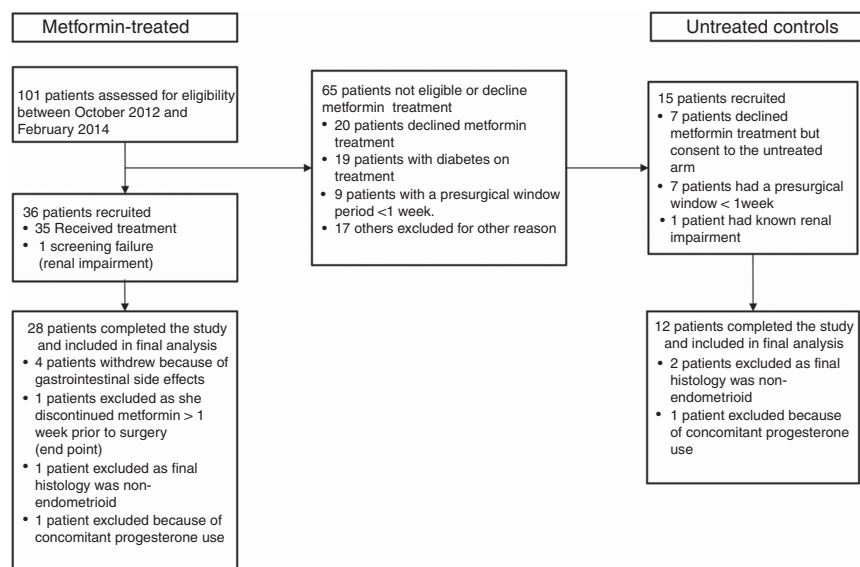 Metformin-treated
Untreated controls
101 patients assessed for eligibility
between October 2012 and
February 2014
65 patients not eligible or decline
metformin treatment
• 20 patients declined metformin
treatment
• 19 patients with diabetes on
treatment
• 9 patients with a presurgical window
period <1 week.
• 17 others excluded for other reason
15 patients recruited
• 7 patients declined
metformin treatment but
consent to the untreated
arm
• 7 patients had a presurgical
window < 1week
• 1 patient had known renal
impairment
36 patients recruited
• 35 Received treatment
• 1 screening failure
(renal impairment)
28 patients completed the study
and included in final analysis
• 4 patients withdrew because of
gastrointestinal side effects
• 1 patients excluded as she
discontinued metformin > 1
week prior to surgery
(end point)
• 1 patient excluded as final
histology was non-
endometrioid
• 1 patient excluded because of
concomitant progesterone use
12 patients completed the study
and included in final analysis
• 2 patients excluded as final
histology was non-
endometrioid
• 1 patient excluded because
of concomitant progesterone
use